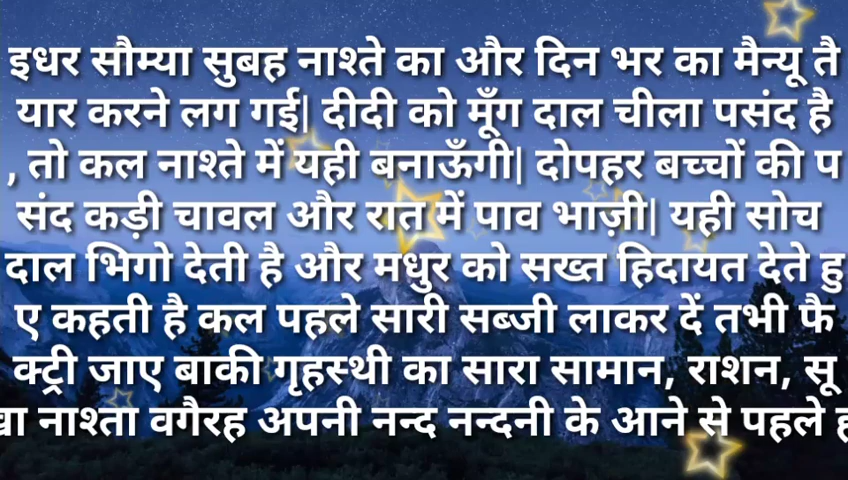 इधर सौम्या सुबह नाश्ते का और दिन भर का मैन्यू तै
यार करने लग गई| दीदी को मूँग दाल चीला पसंद है
, तो कल नाश्ते में यही बनाऊँगी| दोपहर बच्चों की प
संद कड़ी चावल और रात में पाव भाज़ी| यही सोच
दाल भिगो देती है और मधुर को सख्त हिदायत देते हु
ए कहती है कल पहले सारी सब्जी लाकर दें तभी फै
क्ट्री जाए बाकी गृहस्थी का सारा सामान, राशन, सू
खा नाश्ता वगैरह अपनी नन्द नन्दनी के आने से पहले